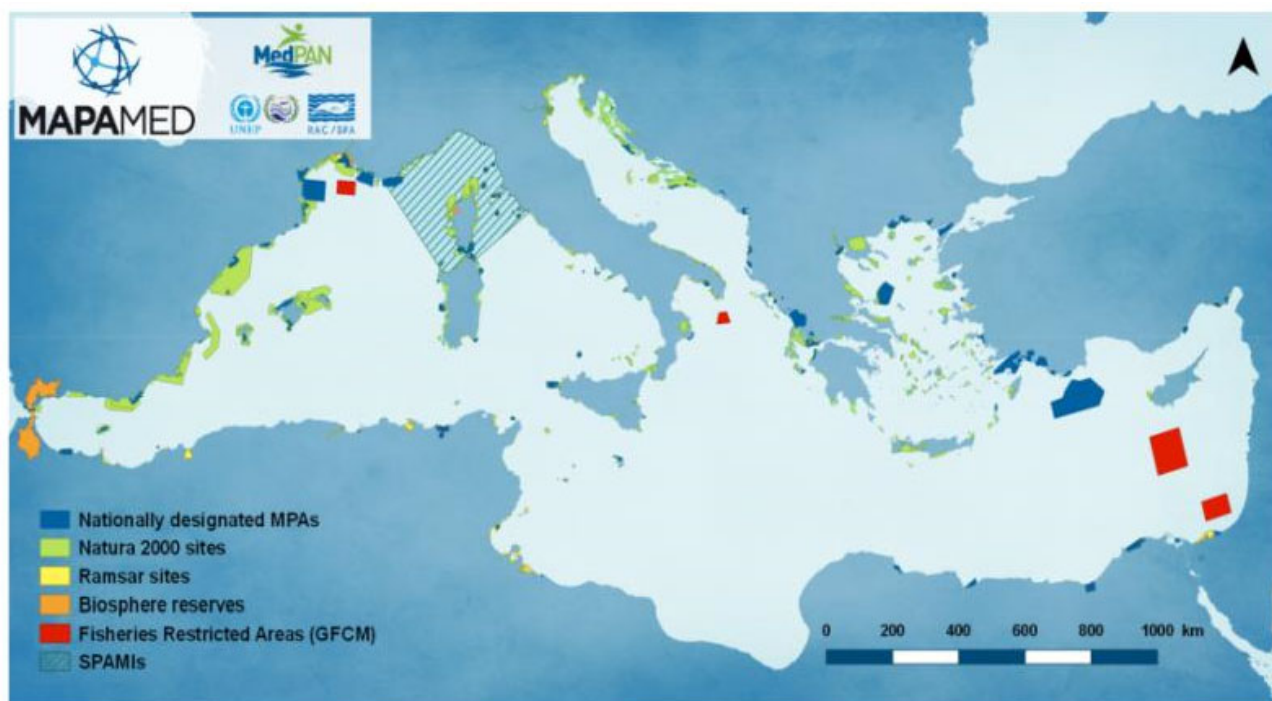 MedPAN
MAPAMED
UNEP
RAC/SPA
Nationally designated MPAs
Natura 2000 sites
Ramsar sites
Biosphere reserves
Fisheries Restricted Areas (GFCM)
SPAMIs
0 200 400 600 800 1000 km